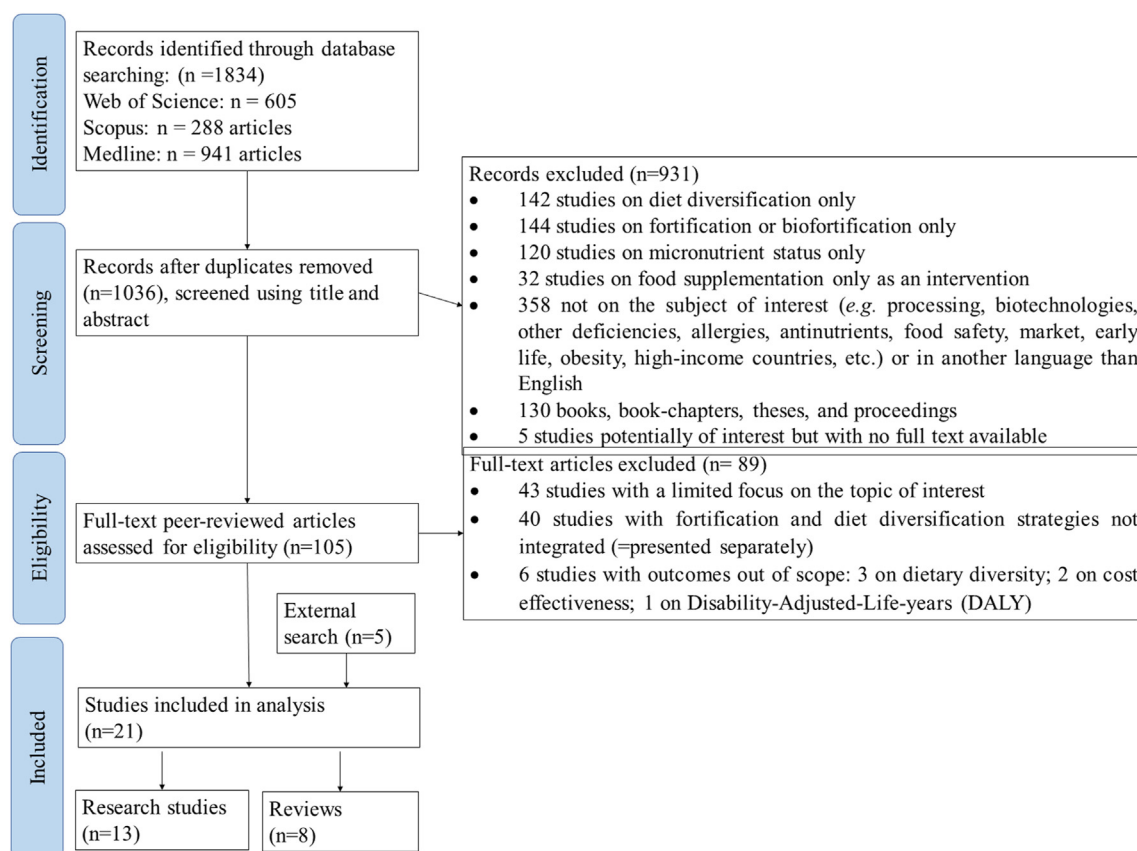 Identification
Records identified through database
searching: (n =1834)
Web of Science: n = 605
Scopus: n = 288 articles
Medline: n = 941 articles
Screening
Records after duplicates removed
(n=1036), screened using title and
abstract
Records excluded (n=931)
• 142 studies on diet diversification only
• 144 studies on fortification or biofortification only
• 120 studies on micronutrient status only
• 32 studies on food supplementation only as an intervention
• 358 not on the subject of interest (e.g. processing, biotechnologies,
other deficiencies, allergies, antinutrients, food safety, market, early
life, obesity, high-income countries, etc.) or in another language than
English
• 130 books, book-chapters, theses, and proceedings
• 5 studies potentially of interest but with no full text available
Eligibility
Full-text peer-reviewed articles
assessed for eligibility (n=105)
Full-text articles excluded (n= 89)
• 43 studies with a limited focus on the topic of interest
• 40 studies with fortification and diet diversification strategies not
integrated (=presented separately)
• 6 studies with outcomes out of scope: 3 on dietary diversity; 2 on cost
effectiveness; 1 on Disability-Adjusted-Life-years (DALY)
External
search (n=5)
Included
Studies included in analysis
(n=21)
Research studies
(n=13)
Reviews
(n=8)